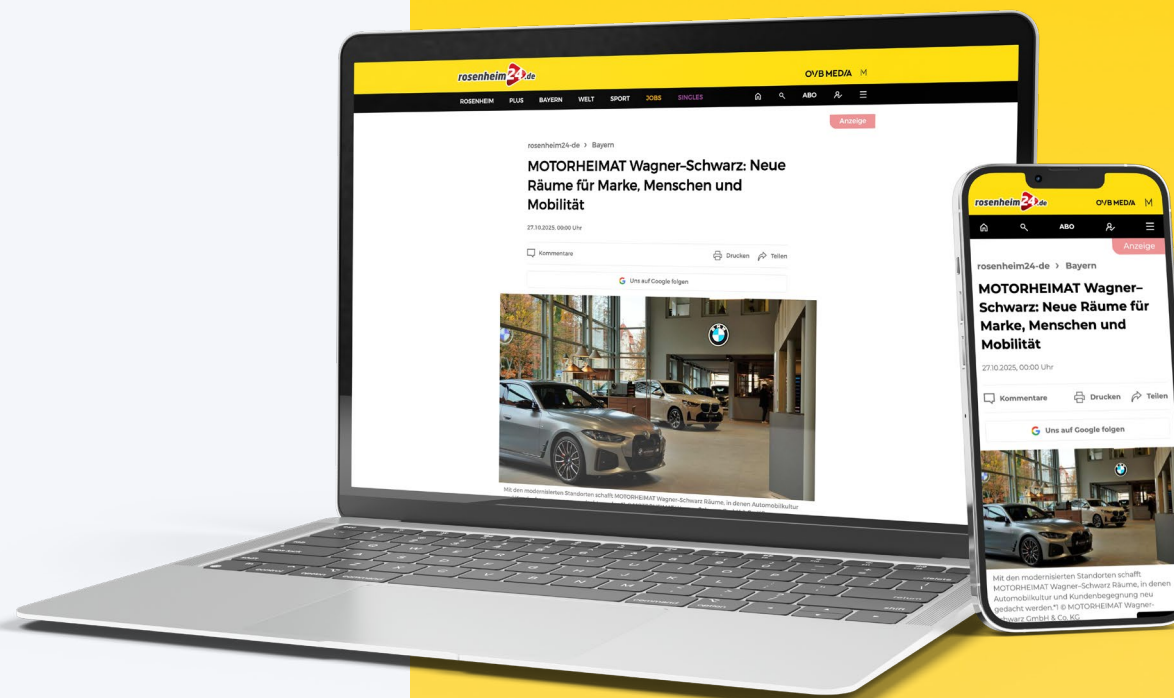 rosenheim24.de
OVB MEDIA M
ROSENHEIM PLUS BAYERN WELT SPORT JOBS SINGLES ABO
Anzeige
rosenheim24-de > Bayern
MOTORHEIMAT Wagner–Schwarz: Neue
Räume für Marke, Menschen und
Mobilität
27.10.2025, 00:00 Uhr
Kommentare Drucken Teilen
Uns auf Google folgen
Mit den modernisierten Standorten schafft MOTORHEIMAT Wagner-Schwarz Räume, in denen Automobilkultur
rosenheim24.de
OVB MEDIA M
ABO
Anzeige
rosenheim24-de > Bayern
MOTORHEIMAT Wagner–
Schwarz: Neue Räume für
Marke, Menschen und
Mobilität
27.10.2025, 00:00 Uhr
Kommentare Drucken Teilen
Uns auf Google folgen
Mit den modernisierten Standorten schafft
MOTORHEIMAT Wagner-Schwarz Räume, in denen
Automobilkultur und Kundenbegegnung neu
gedacht werden.*1 © MOTORHEIMAT Wagner-
Schwarz GmbH & Co. KG